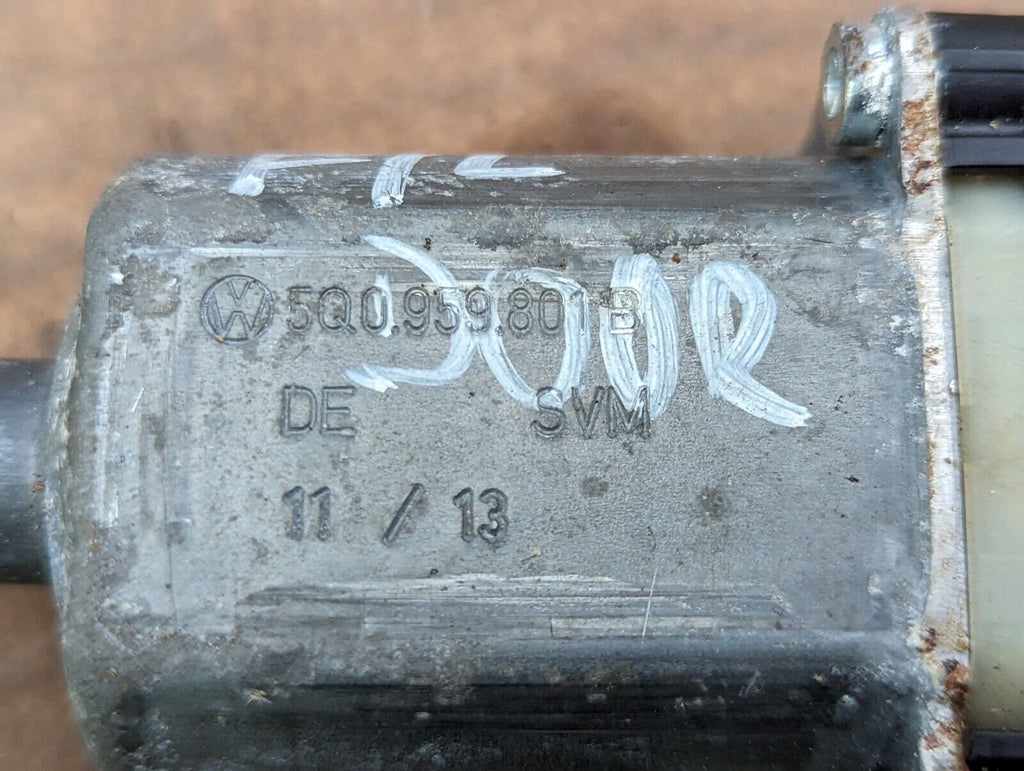 DOOR
5Q0.959.801 B
DE SVM
11 / 13